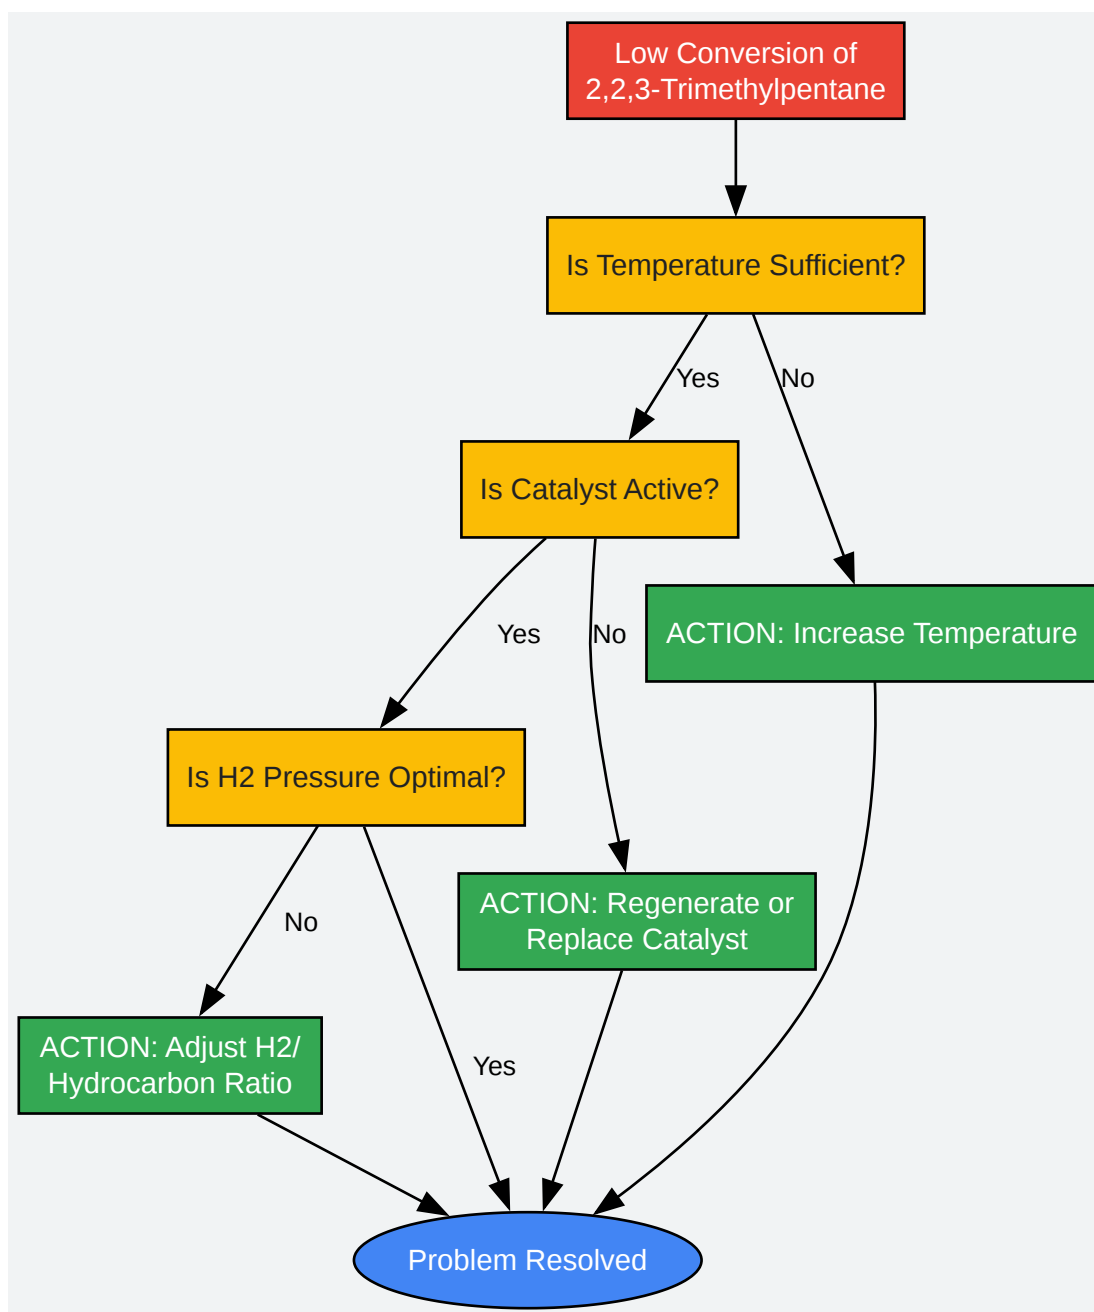 Low Conversion of
2,2,3-Trimethylpentane
Is Temperature Sufficient?
Yes
No
Is Catalyst Active?
Yes
No
ACTION: Increase Temperature
Is H2 Pressure Optimal?
ACTION: Regenerate or
Replace Catalyst
No
Yes
ACTION: Adjust H2/
Hydrocarbon Ratio
Problem Resolved